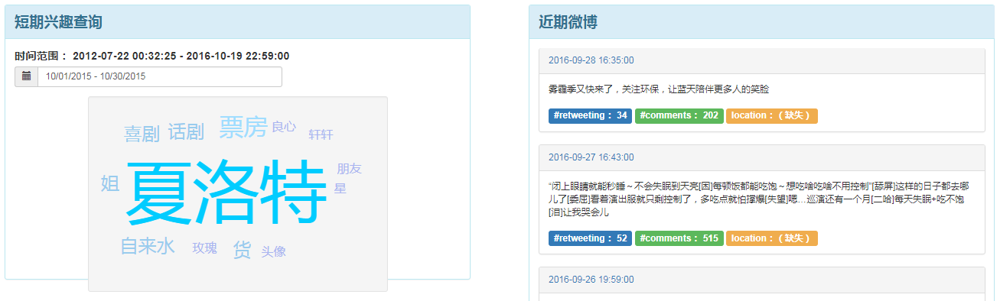 短期兴趣查询
时间范围： 2012-07-22 00:32:25 - 2016-10-19 22:59:00
10/01/2015 - 10/30/2015
喜剧 话剧 票房 良心 轩轩
姐 夏洛特 朋友
星
自来水 玫瑰 货 头像
近期微博
2016-09-28 16:35:00
雾霾季又快来了，关注环保，让蓝天陪伴更多人的笑脸
#retweeting： 34 #comments： 202 location：（缺失）
2016-09-27 16:43:00
“闭上眼睛就能秒睡～不会失眠到天亮[困]每顿饭都能吃饱～想吃啥吃啥不用控制”[舔屏]这样的日子都去哪
儿了[委屈]看着演出服就只剩控制了，多吃点就怕撑爆[失望]嗯…巡演还有一个月[二哈]每天失眠+吃不饱
[泪]让我哭会儿
#retweeting： 52 #comments： 515 location：（缺失）
2016-09-26 19:59:00